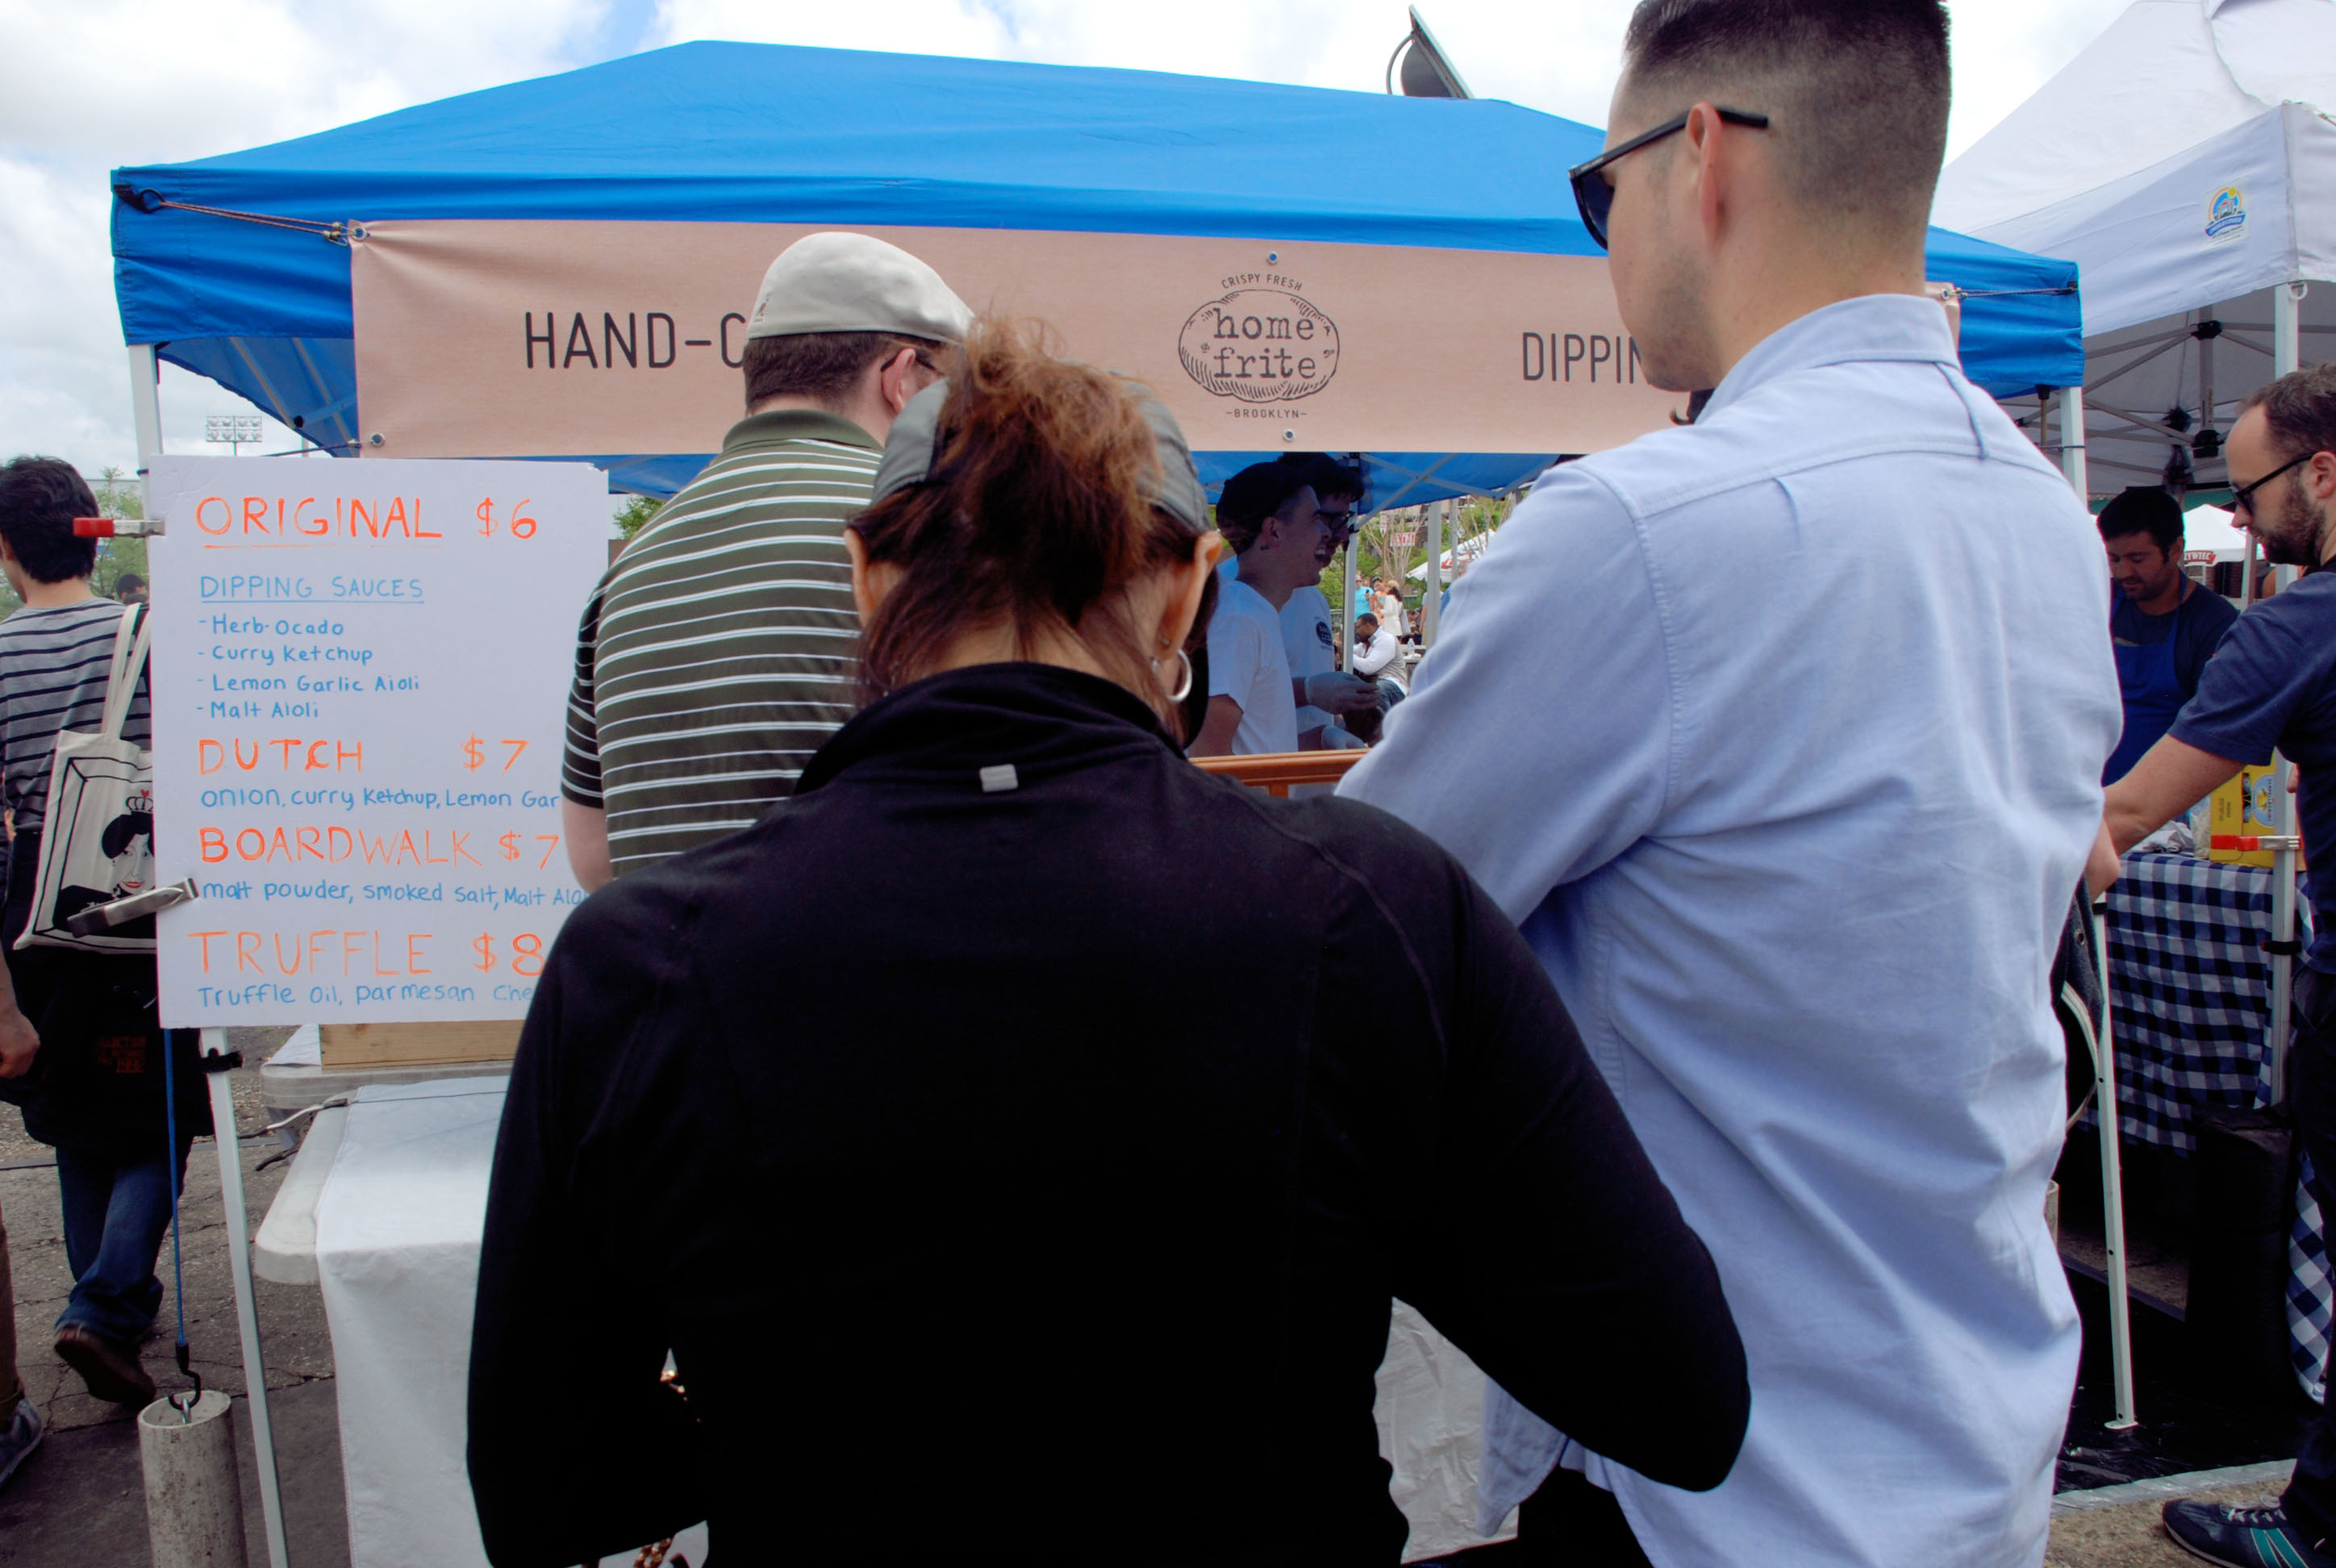 HAND-C
CRISPY FRESH
home
frite
-BROOKLYN-
DIPPIN
ORIGINAL $6
DIPPING SAUCES
- Herb-Ocado
- Curry Ketchup
- Lemon Garlic Aioli
- Malt Aioli
DUTCH $7
onion, curry Ketchup, Lemon Gar
BOARDWALK $7
malt powder, smoked salt, Malt Aio
TRUFFLE $8
Truffle Oil, parmesan Che
EXIT